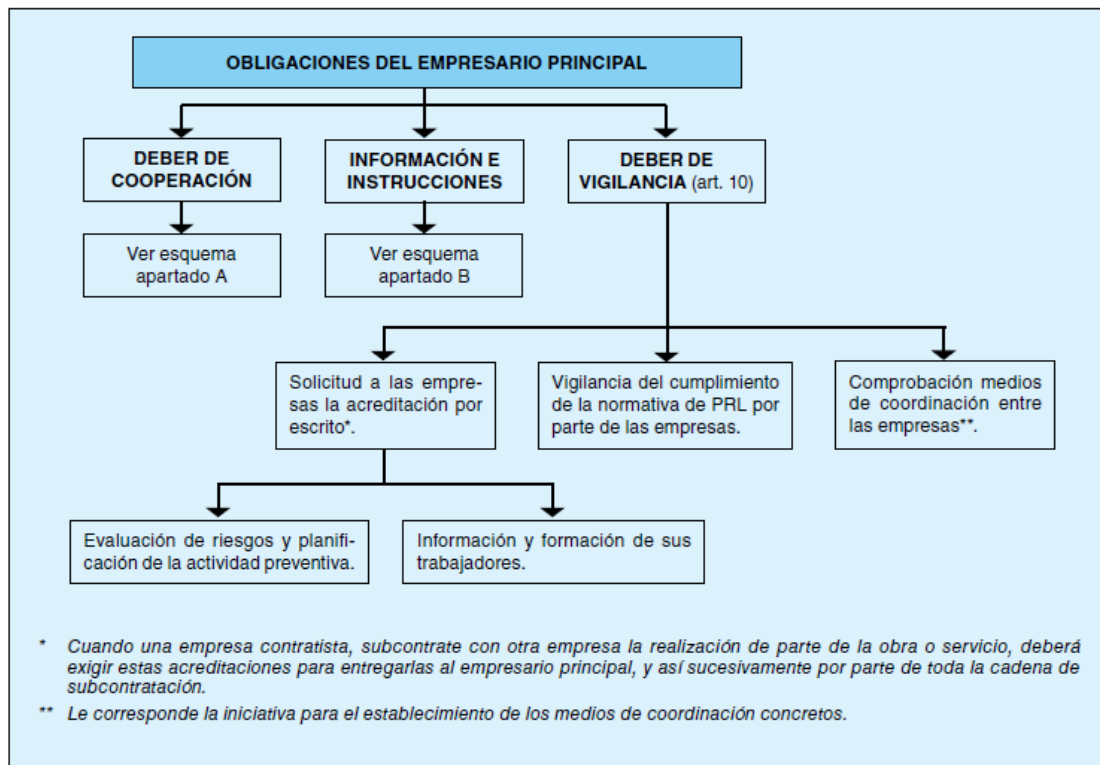 OBLIGACIONES DEL EMPRESARIO PRINCIPAL
DEBER DE
COOPERACIÓN
INFORMACIÓN E
INSTRUCCIONES
DEBER DE
VIGILANCIA (art. 10)
Ver esquema
apartado A
Ver esquema
apartado B
Solicitud a las empre-
sas la acreditación por
escrito*.
Vigilancia del cumplimiento
de la normativa de PRL por
parte de las empresas.
Comprobación medios
de coordinación entre
las empresas**.
Evaluación de riesgos y planifi-
cación de la actividad preventiva.
Información y formación de sus
trabajadores.
* Cuando una empresa contratista, subcontrate con otra empresa la realización de parte de la obra o servicio, deberá
exigir estas acreditaciones para entregarlas al empresario principal, y así sucesivamente por parte de toda la cadena de
subcontratación.
** Le corresponde la iniciativa para el establecimiento de los medios de coordinación concretos.